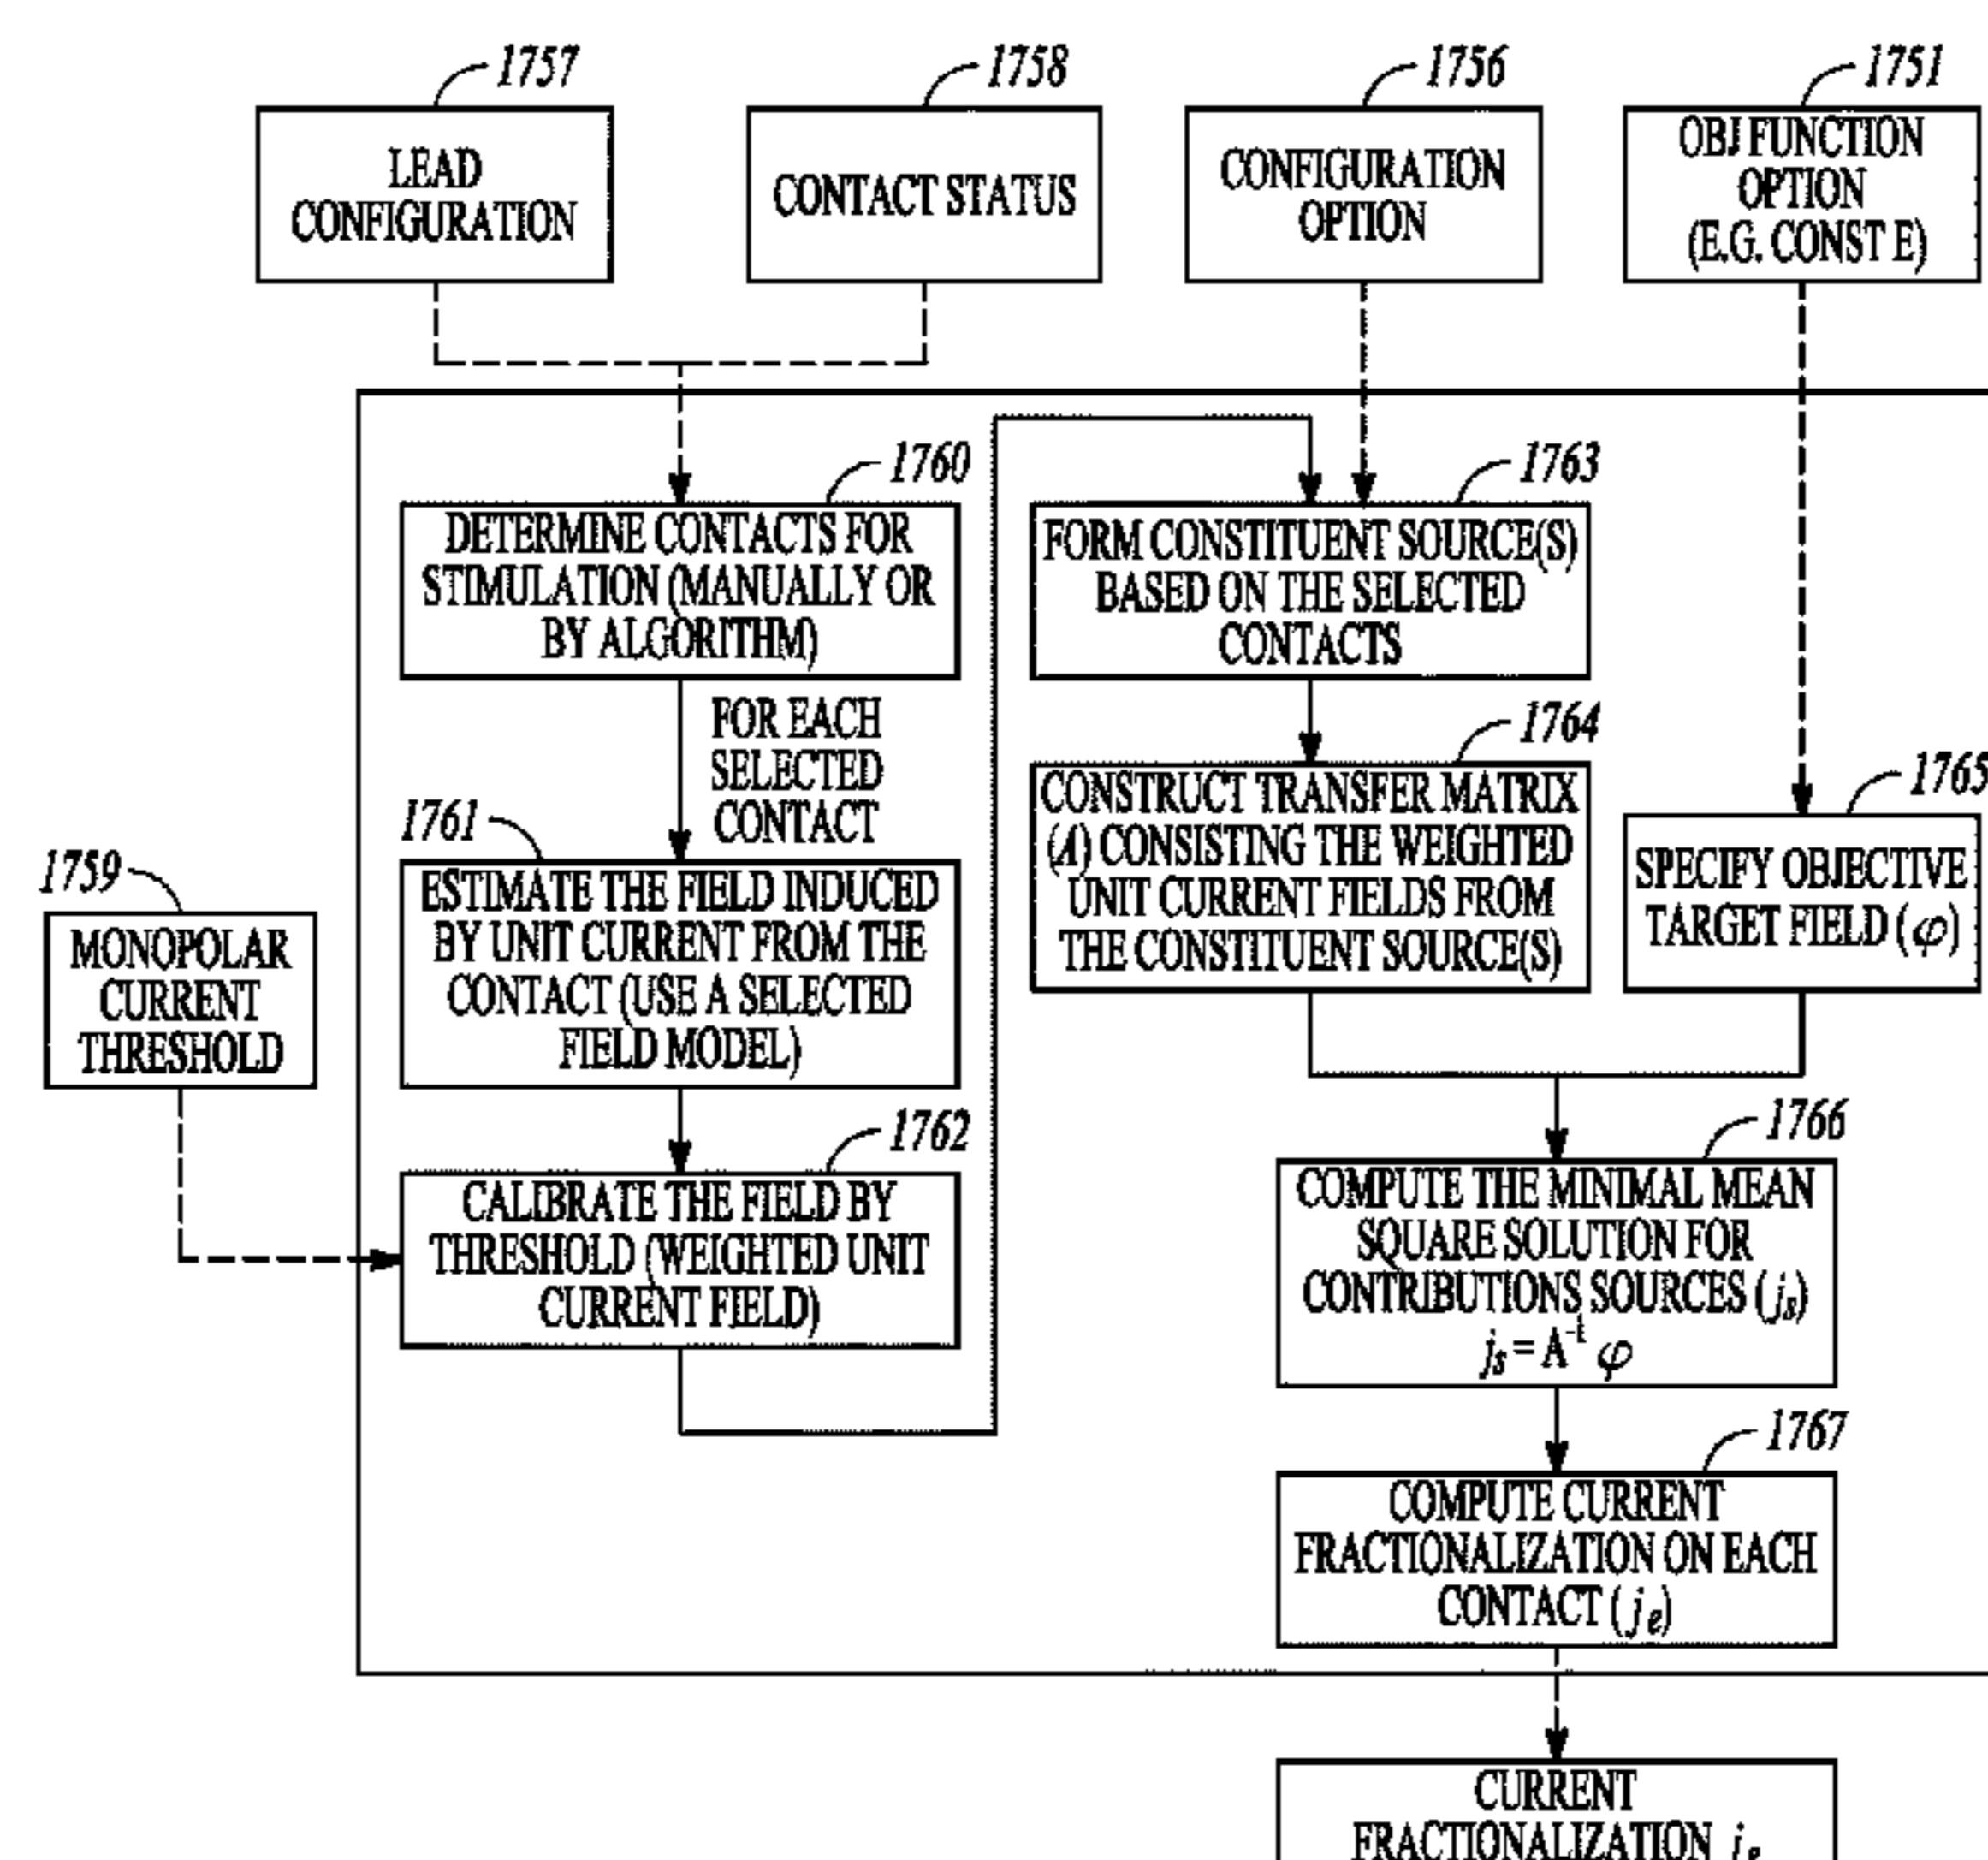 1757
LEAD
CONFIGURATION
1758
CONTACT STATUS
1756
CONFIGURATION
OPTION
1751
OBJ FUNCTION
OPTION
(E.G. CONST E)
1760
DETERMINE CONTACTS FOR
STIMULATION (MANUALLY OR
BY ALGORITHM)
FOR EACH
SELECTED
CONTACT
1761
ESTIMATE THE FIELD INDUCED
BY UNIT CURRENT FROM THE
CONTACT (USE A SELECTED
FIELD MODEL)
1759
MONOPOLAR
CURRENT
THRESHOLD
1762
CALIBRATE THE FIELD BY
THRESHOLD (WEIGHTED UNIT
CURRENT FIELD)
1763
FORM CONSTITUENT SOURCE(S)
BASED ON THE SELECTED
CONTACTS
1764
CONSTRUCT TRANSFER MATRIX
(A) CONSISTING THE WEIGHTED
UNIT CURRENT FIELDS FROM
THE CONSTITUENT SOURCE(S)
1765
SPECIFY OBJECTIVE
TARGET FIELD (φ)
1766
COMPUTE THE MINIMAL MEAN
SQUARE SOLUTION FOR
CONTRIBUTIONS SOURCES (jₛ)
jₛ = A⁻¹ φ
1767
COMPUTE CURRENT
FRACTIONALIZATION ON EACH
CONTACT (jₑ)
CURRENT
FRACTIONALIZATION jₑ